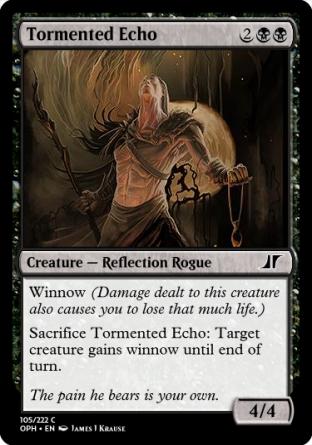 Tormented Echo 2
Creature — Reflection Rogue
Winnow (Damage dealt to this creature
also causes you to lose that much life.)
Sacrifice Tormented Echo: Target
creature gains winnow until end of
turn.
The pain he bears is your own.
4/4
105/222 C
OPH • EN James J Krause